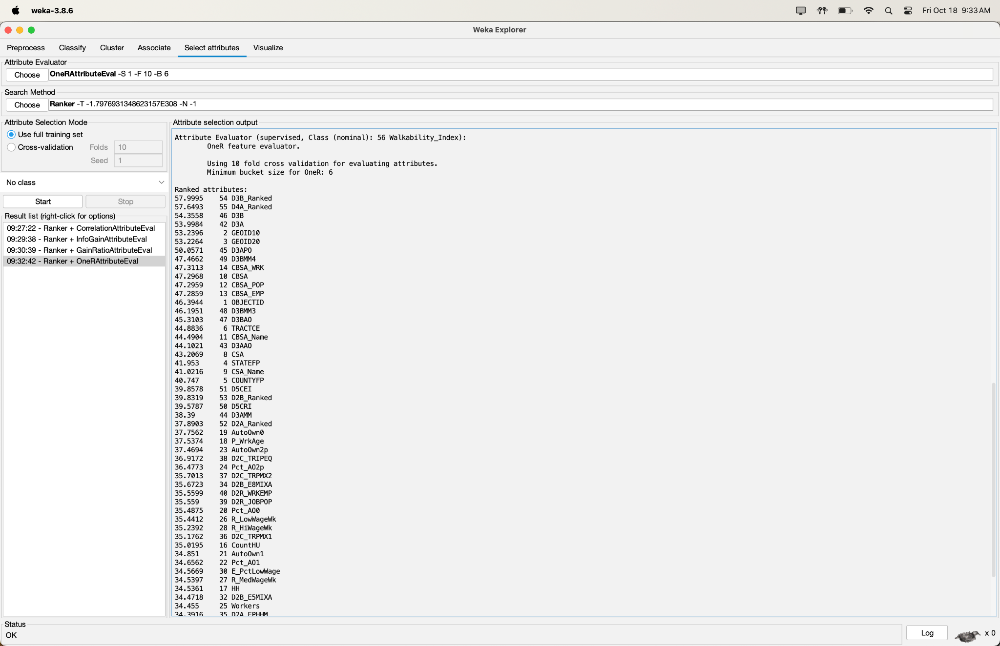 weka-3.8.6
Fri Oct 18 9:33 AM
Weka Explorer
Preprocess Classify Cluster Associate Select attributes Visualize
Attribute Evaluator
Choose OneRAttributeEval -S 1 -F 10 -B 6
Search Method
Choose Ranker -T -1.7976931348623157E308 -N -1
Attribute Selection Mode
Use full training set
Cross-validation Folds 10
Seed 1
No class
Start Stop
Result list (right-click for options)
09:27:22 - Ranker + CorrelationAttributeEval
09:29:38 - Ranker + InfoGainAttributeEval
09:30:39 - Ranker + GainRatioAttributeEval
09:32:42 - Ranker + OneRAttributeEval
Attribute selection output
Attribute Evaluator (supervised, Class (nominal): 56 Walkability_Index):
OneR feature evaluator.
Using 10 fold cross validation for evaluating attributes.
Minimum bucket size for OneR: 6
Ranked attributes:
57.9995 54 D3B_Ranked
57.6493 55 D4A_Ranked
54.3558 46 D3B
53.9984 42 D3A
53.2396 2 GEOID10
53.2264 3 GEOID20
50.0571 45 D3APO
47.4662 49 D3BMM4
47.3113 14 CBSA_WRK
47.2968 10 CBSA
47.2959 12 CBSA_POP
47.2859 13 CBSA_EMP
46.3944 1 OBJECTID
46.1951 48 D3BMM3
45.3103 47 D3BAO
44.8836 6 TRACTCE
44.4904 11 CBSA_Name
44.1021 43 D3AAO
43.2069 8 CSA
41.953 4 STATEFP
41.0216 9 CSA_Name
40.747 5 COUNTYFP
39.8578 51 D5CEI
39.8319 53 D2B_Ranked
39.5787 50 D5CRI
38.39 44 D3AMM
37.8903 52 D2A_Ranked
37.7562 19 AutoOwn0
37.5374 18 P_WrkAge
37.4694 23 AutoOwn2p
36.9172 38 D2C_TRIPEQ
36.4773 24 Pct_AO2p
35.7013 37 D2C_TRPMX2
35.6723 34 D2B_E8MIXA
35.5599 40 D2R_WRKEMP
35.559 39 D2R_JOBPOP
35.4875 20 Pct_AO0
35.4412 26 R_LowWageWk
35.2392 28 R_HiWageWk
35.1762 36 D2C_TRPMX1
35.0195 16 CountHU
34.851 21 AutoOwn1
34.6562 22 Pct_AO1
34.5669 30 E_PctLowWage
34.5397 27 R_MedWageWk
34.5361 17 HH
34.4718 32 D2B_E5MIXA
34.455 25 Workers
34.3916 35 D2A_EPHHM
Status
OK
Log
x 0